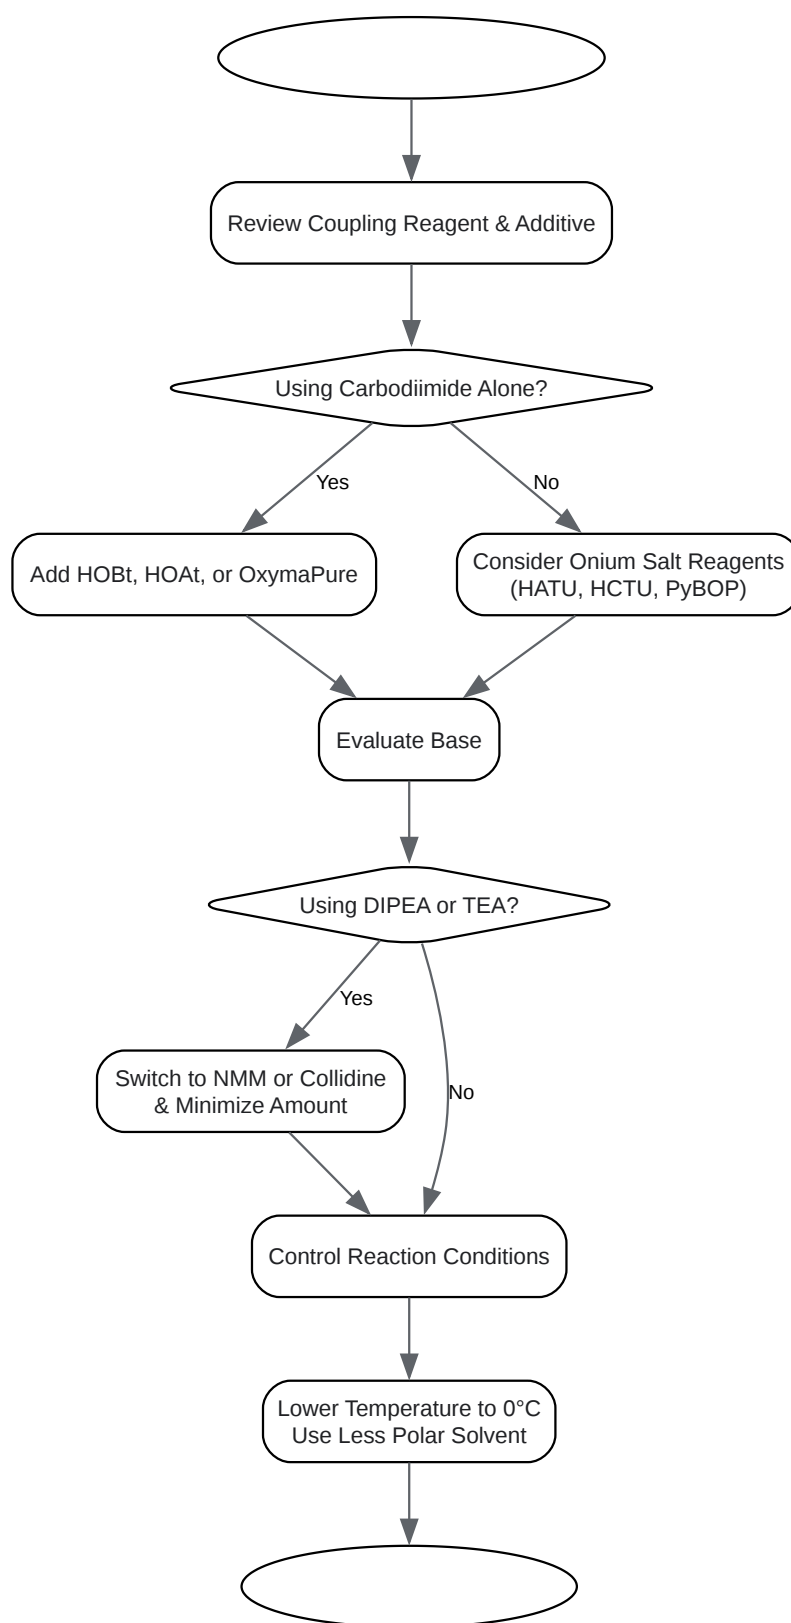 Review Coupling Reagent & Additive
Using Carbodiimide Alone?
Yes
No
Add HOBt, HOAt, or OxymaPure
Consider Onium Salt Reagents
(HATU, HCTU, PyBOP)
Evaluate Base
Using DIPEA or TEA?
Yes
Switch to NMM or Collidine
& Minimize Amount
No
Control Reaction Conditions
Lower Temperature to 0°C
Use Less Polar Solvent